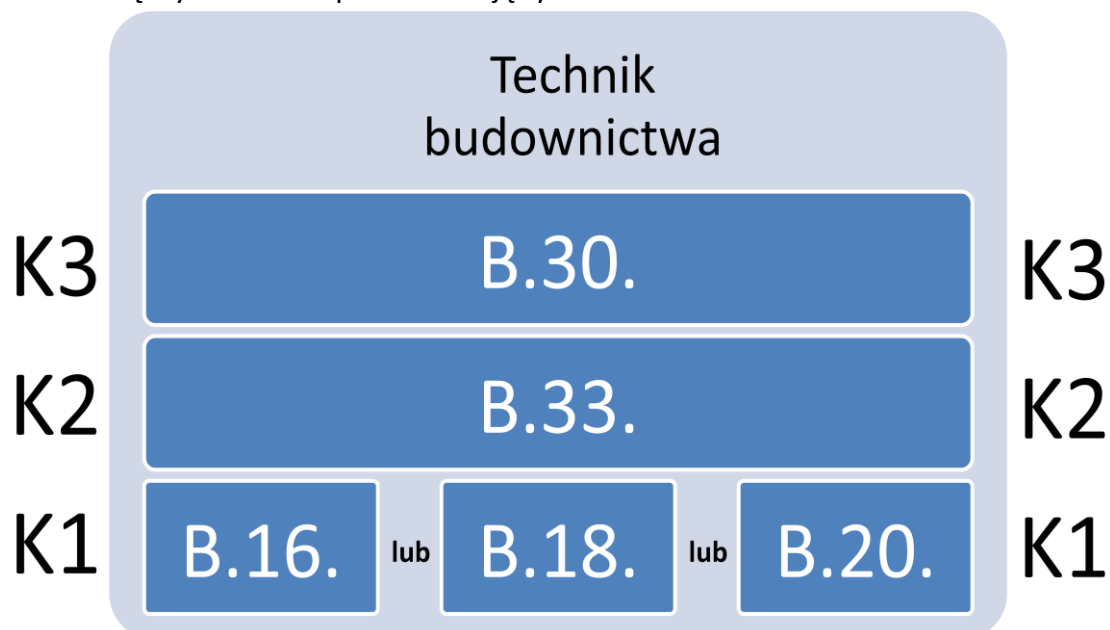 Technik
budownictwa
K3 B.30. K3
K2 B.33. K2
K1 B.16. lub B.18. lub B.20. K1